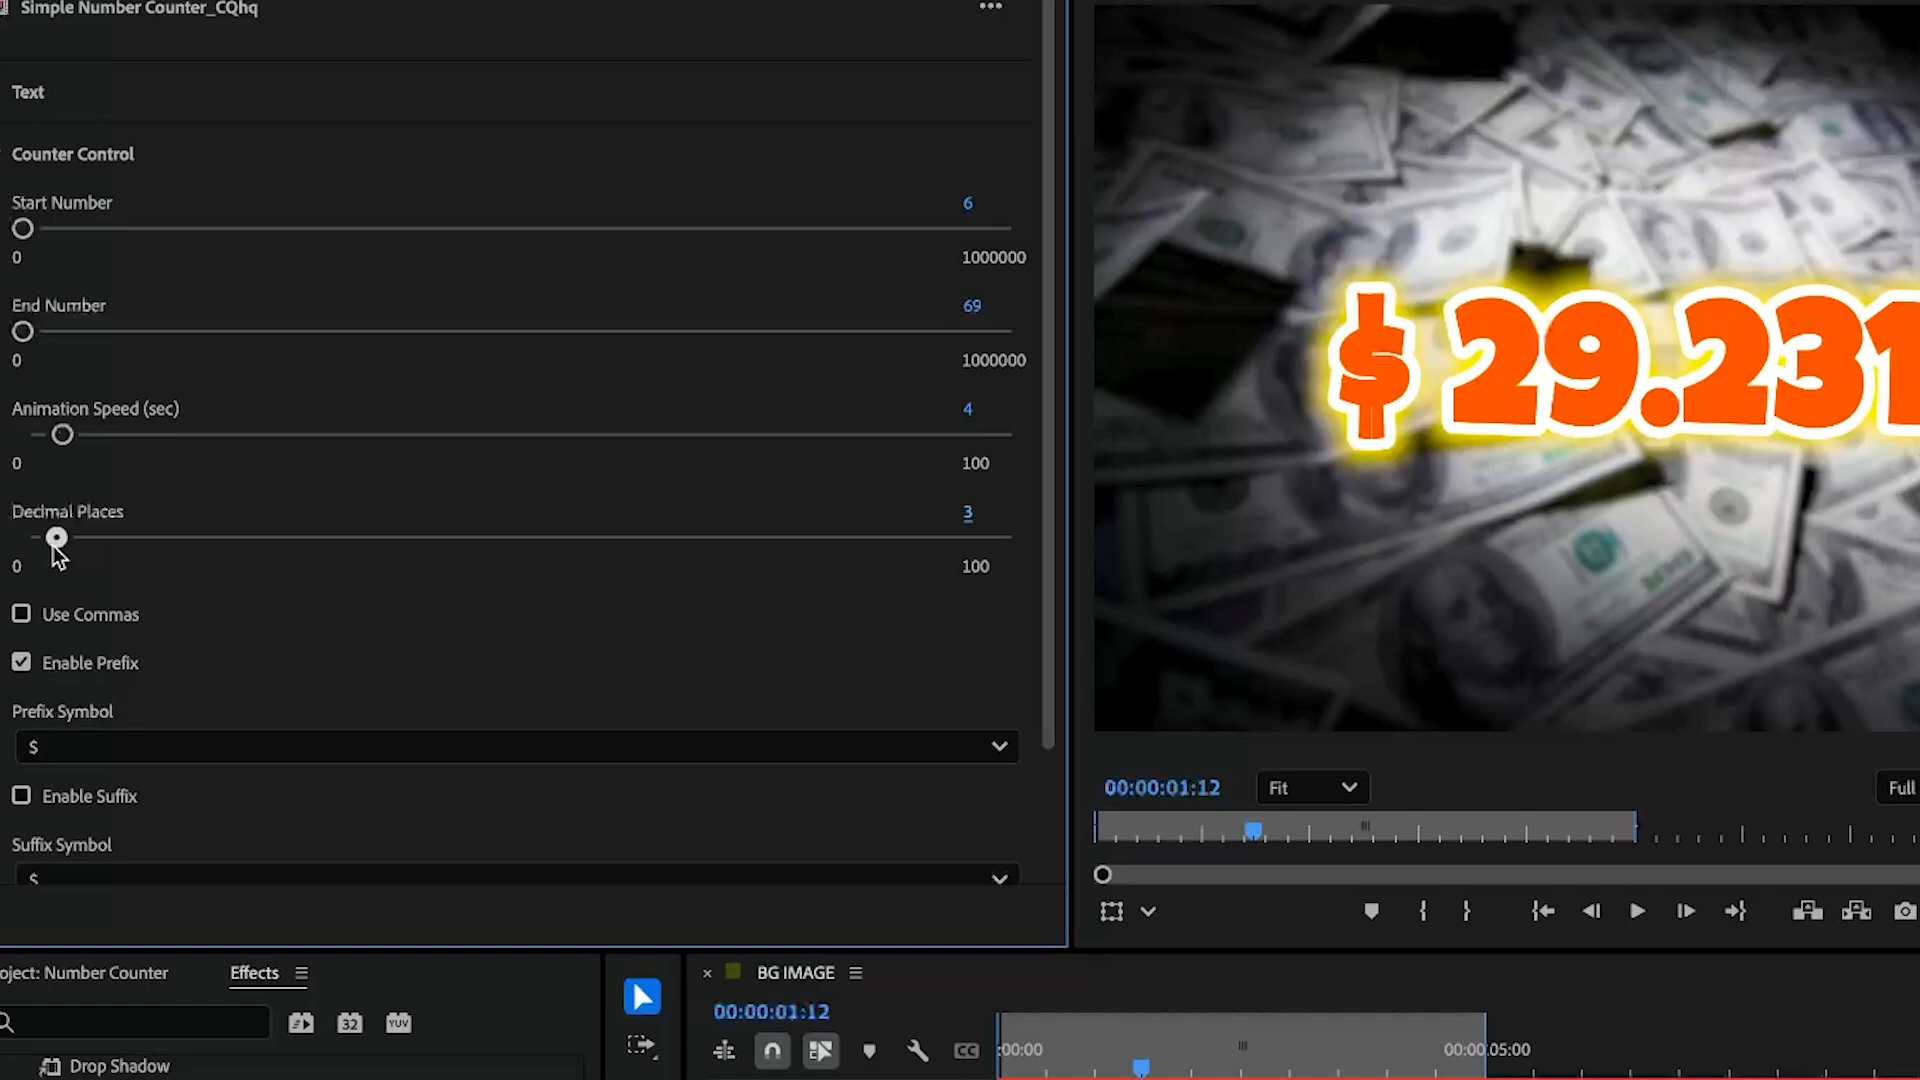 Simple Number Counter_CQhq
Text
Counter Control
Start Number 6
0 1000000
End Number 69
0 1000000
Animation Speed (sec) 4
0 100
Decimal Places 3
0 100
Use Commas
Enable Prefix
Prefix Symbol
$
Enable Suffix
Suffix Symbol
$
$ 29.231
00:00:01:12 Fit Full
oject: Number Counter Effects
32 YUV
Drop Shadow
× BG IMAGE
00:00:01:12
CC :00:00 00:00:05:00